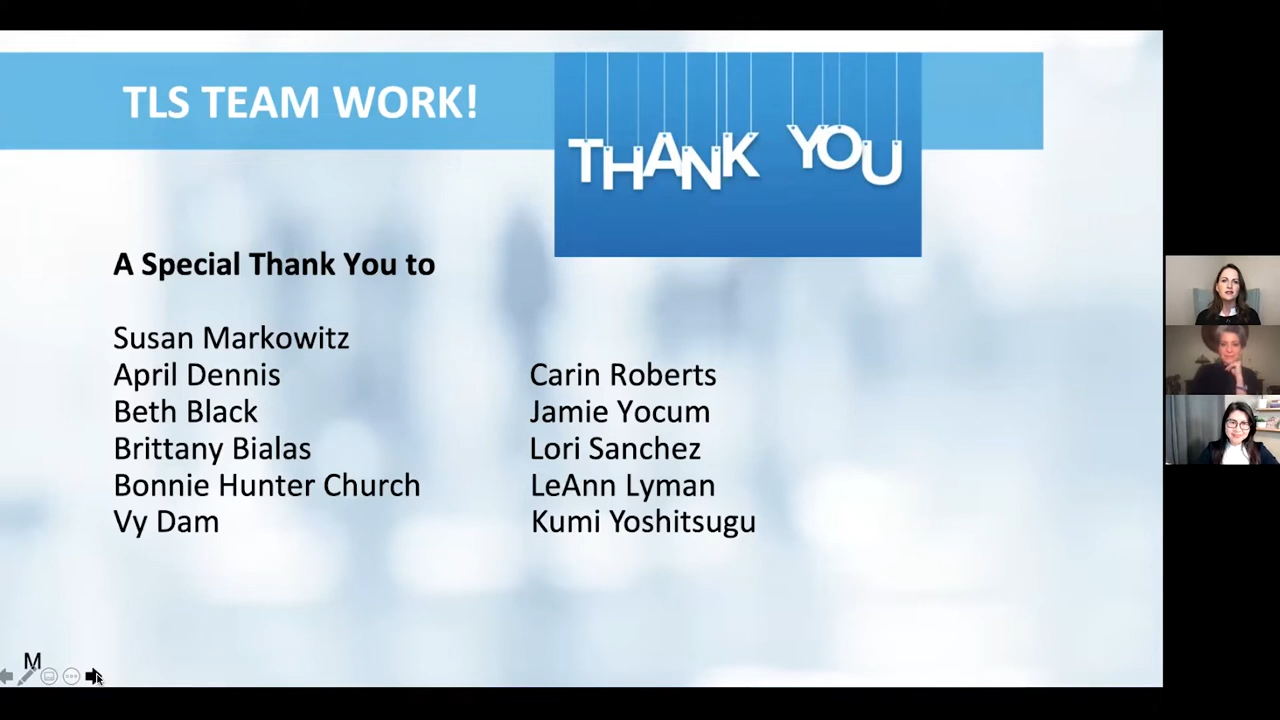 TLS TEAM WORK!
THANK YOU
A Special Thank You to
Susan Markowitz
April Dennis
Beth Black
Brittany Bialas
Bonnie Hunter Church
Vy Dam
Carin Roberts
Jamie Yocum
Lori Sanchez
LeAnn Lyman
Kumi Yoshitsugu
M